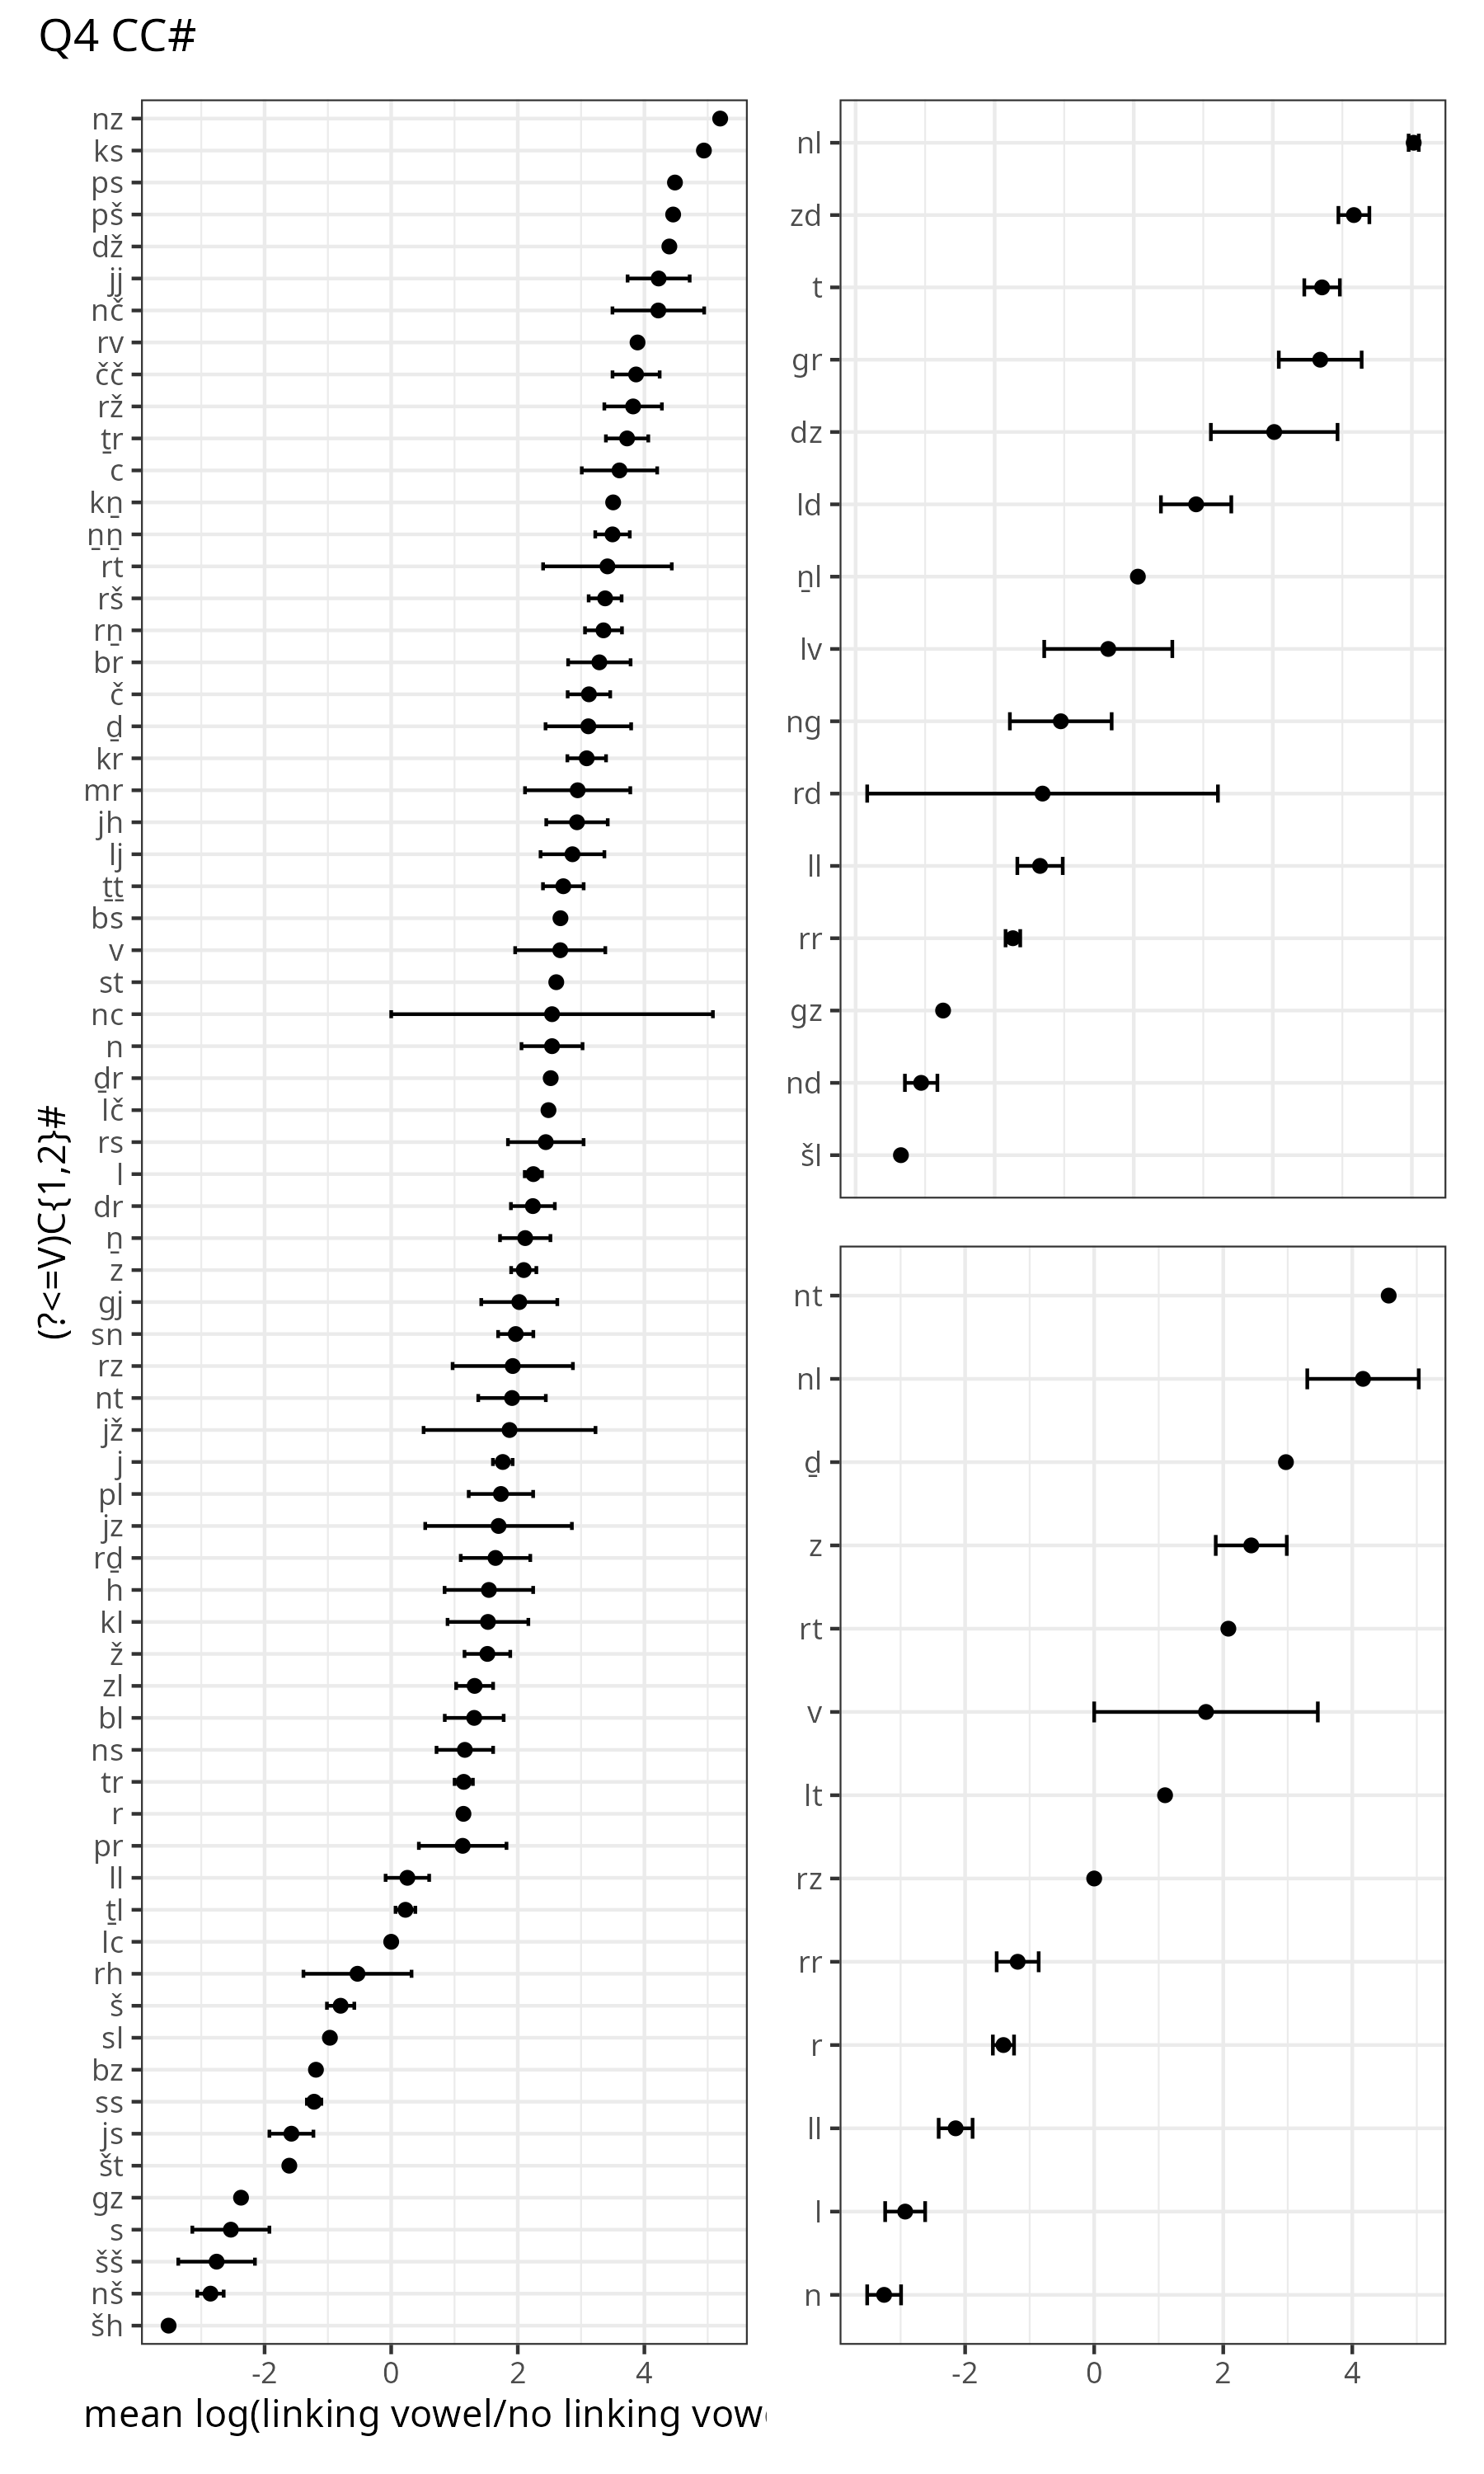 Q4 CC#
(?<=V)C{1,2}#
nz
ks
ps
pš
dž
jj
nč
rv
čč
rž
ṯr
c
kṉ
ṉṉ
rt
rš
rṉ
br
č
ḏ
kr
mr
jh
lj
ṯṯ
bs
v
st
nc
n
ḏr
lč
rs
l
dr
ṉ
z
gj
sn
rz
nt
jž
j
pl
jz
rḏ
h
kl
ž
zl
bl
ns
tr
r
pr
ll
ṯl
lc
rh
š
sl
bz
ss
js
št
gz
s
šš
nš
šh
-2 0 2 4
mean log(linking vowel/no linking vow
nl
zd
t
gr
dz
ld
ṉl
lv
ng
rd
ll
rr
gz
nd
šl
nt
nl
ḏ
z
rt
v
lt
rz
rr
r
ll
l
n
-2 0 2 4